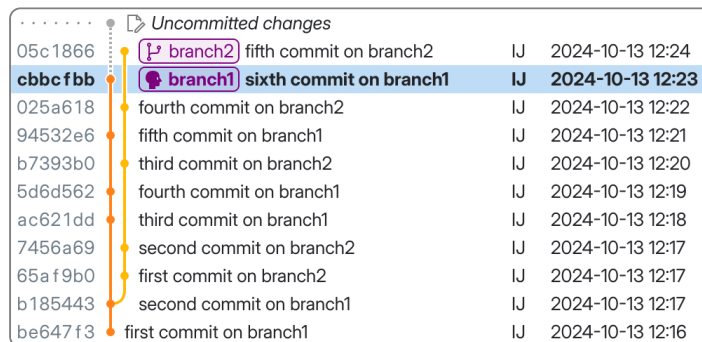 ....... Uncommitted changes
05c1866 branch2 fifth commit on branch2 IJ 2024-10-13 12:24
cbbcfbb branch1 sixth commit on branch1 IJ 2024-10-13 12:23
025a618 fourth commit on branch2 IJ 2024-10-13 12:22
94532e6 fifth commit on branch1 IJ 2024-10-13 12:21
b7393b0 third commit on branch2 IJ 2024-10-13 12:20
5d6d562 fourth commit on branch1 IJ 2024-10-13 12:19
ac621dd third commit on branch1 IJ 2024-10-13 12:18
7456a69 second commit on branch2 IJ 2024-10-13 12:17
65af9b0 first commit on branch2 IJ 2024-10-13 12:17
b185443 second commit on branch1 IJ 2024-10-13 12:17
be647f3 first commit on branch1 IJ 2024-10-13 12:16